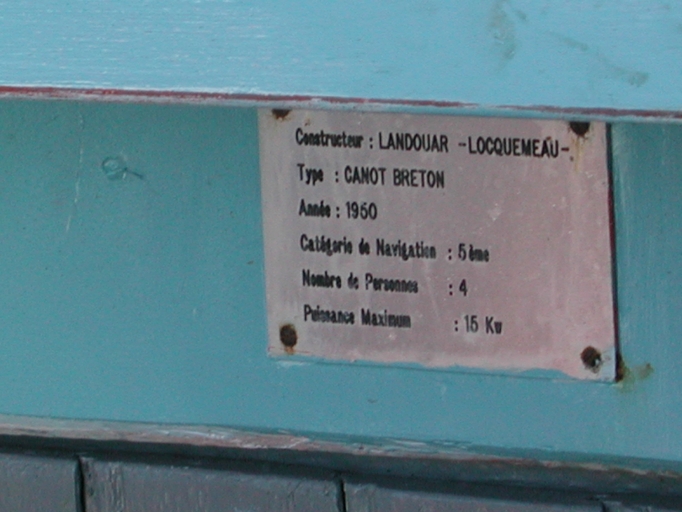 Constructeur : LANDOUAR -LOCQUEMEAU-
Type : CANOT BRETON
Année : 1960
Catégorie de Navigation : 5ème
Nombre de Personnes : 4
Puissance Maximum : 15 Kw